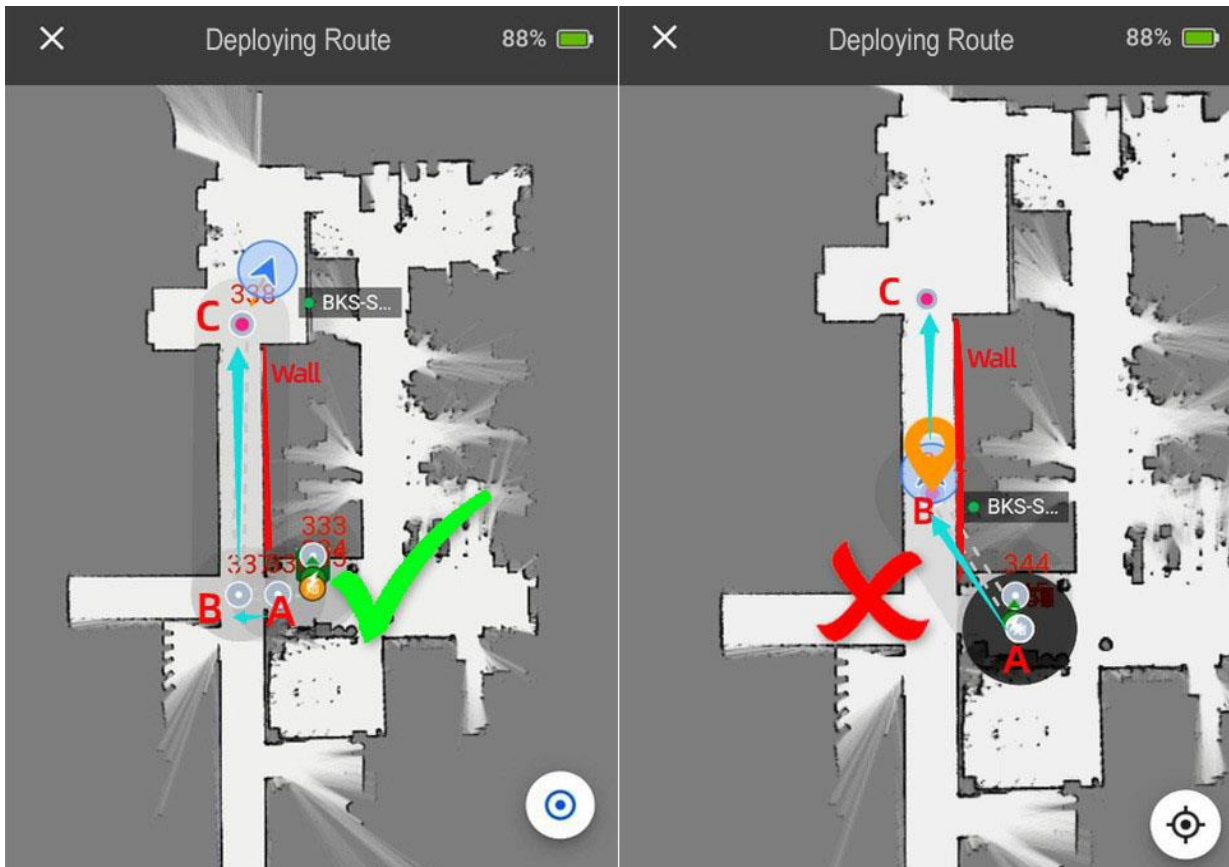 Deploying Route
88%
C
338
BKS-S...
Wall
333
B
A
Deploying Route
88%
C
Wall
B
BKS-S...
344
A